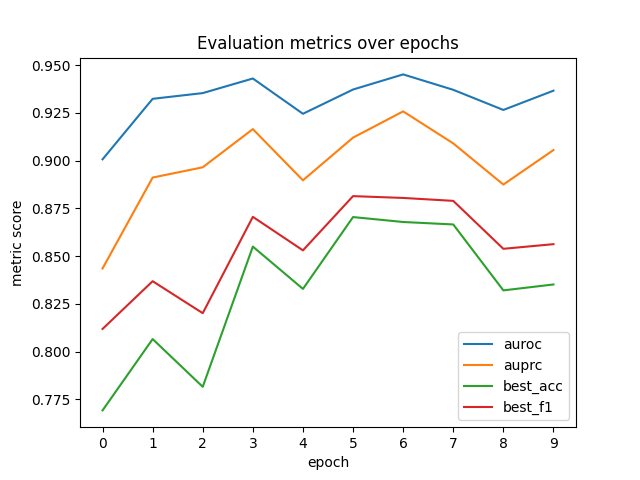 Evaluation metrics over epochs
metric score
0.950
0.925
0.900
0.875
0.850
0.825
0.800
0.775
auroc
auprc
best_acc
best_f1
0 1 2 3 4 5 6 7 8 9
epoch